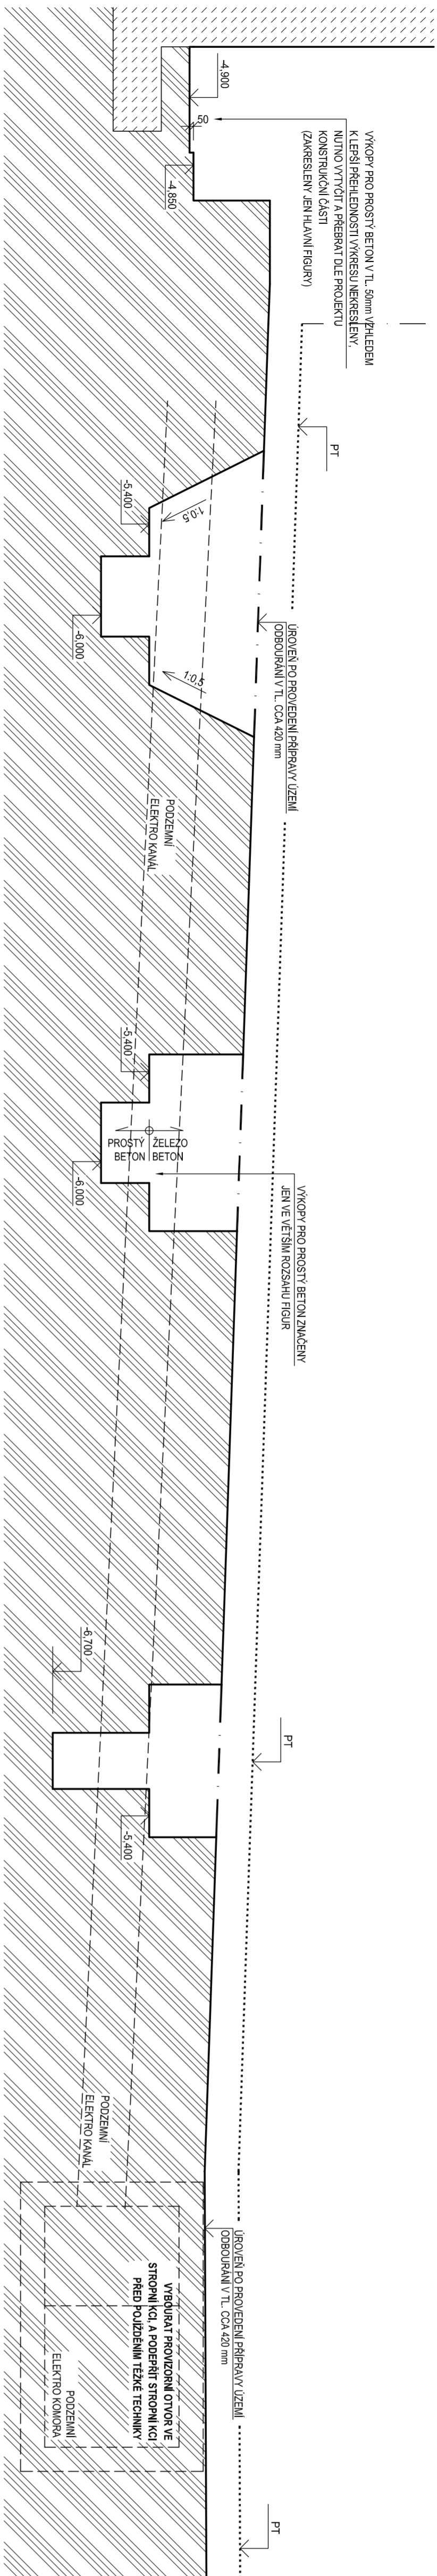 -4,900
50
-4,850
VÝKOPY PRO PROSTÝ BETON V TL. 50mm VZHLEDEM
K LEPŠÍ PŘEHLEDNOSTI VÝKRESU NEKRESLENY,
NUTNO VYTYČIT A PŘEBRAT DLE PROJEKTU
KONSTRUKČNÍ ČÁSTI
(ZAKRESLENY JEN HLAVNÍ FIGURY)
PT
-5,400
1:0,5
-6,000
1:0,5
ÚROVEŇ PO PROVEDENÍ PŘÍPRAVY ÚZEMÍ
ODBOURÁNÍ V TL. CCA 420 mm
PODZEMNÍ
ELEKTRO KANÁL
-5,400
PROSTÝ
BETON
ŽELEZO
BETON
-6,000
VÝKOPY PRO PROSTÝ BETON ZNAČENY
JEN VE VĚTŠÍM ROZSAHU FIGUR
-6,700
PT
-5,400
PODZEMNÍ
ELEKTRO KANÁL
ÚROVEŇ PO PROVEDENÍ PŘÍPRAVY ÚZEMÍ
ODBOURÁNÍ V TL. CCA 420 mm
VYBOURAT PROVIZORNÍ OTVOR VE
STROPNÍ KCI, A PODEPŘÍT STROPNÍ KCI
PŘED POJÍŽDĚNÍM TĚŽKÉ TECHNIKY
PODZEMNÍ
ELEKTRO KOMORA
PT